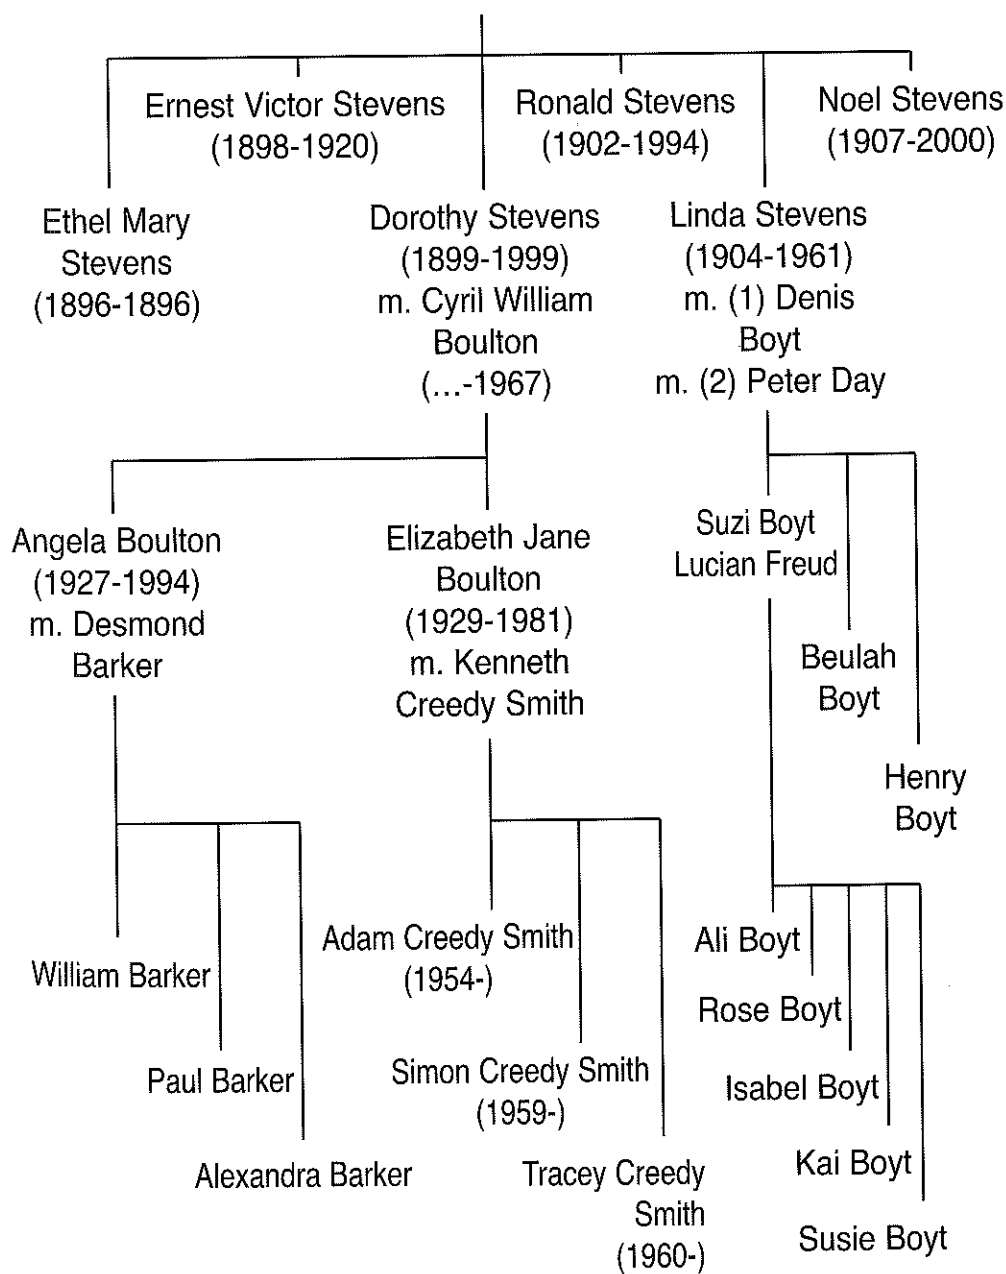 Ernest Victor Stevens
(1898-1920)
Ronald Stevens
(1902-1994)
Noel Stevens
(1907-2000)
Ethel Mary
Stevens
(1896-1896)
Dorothy Stevens
(1899-1999)
m. Cyril William
Boulton
(...-1967)
Linda Stevens
(1904-1961)
m. (1) Denis
Boyt
m. (2) Peter Day
Angela Boulton
(1927-1994)
m. Desmond
Barker
Elizabeth Jane
Boulton
(1929-1981)
m. Kenneth
Creedy Smith
Suzi Boyt
Lucian Freud
Beulah
Boyt
Henry
Boyt
William Barker
Paul Barker
Alexandra Barker
Adam Creedy Smith
(1954-)
Simon Creedy Smith
(1959-)
Tracey Creedy
Smith
(1960-)
Ali Boyt
Rose Boyt
Isabel Boyt
Kai Boyt
Susie Boyt